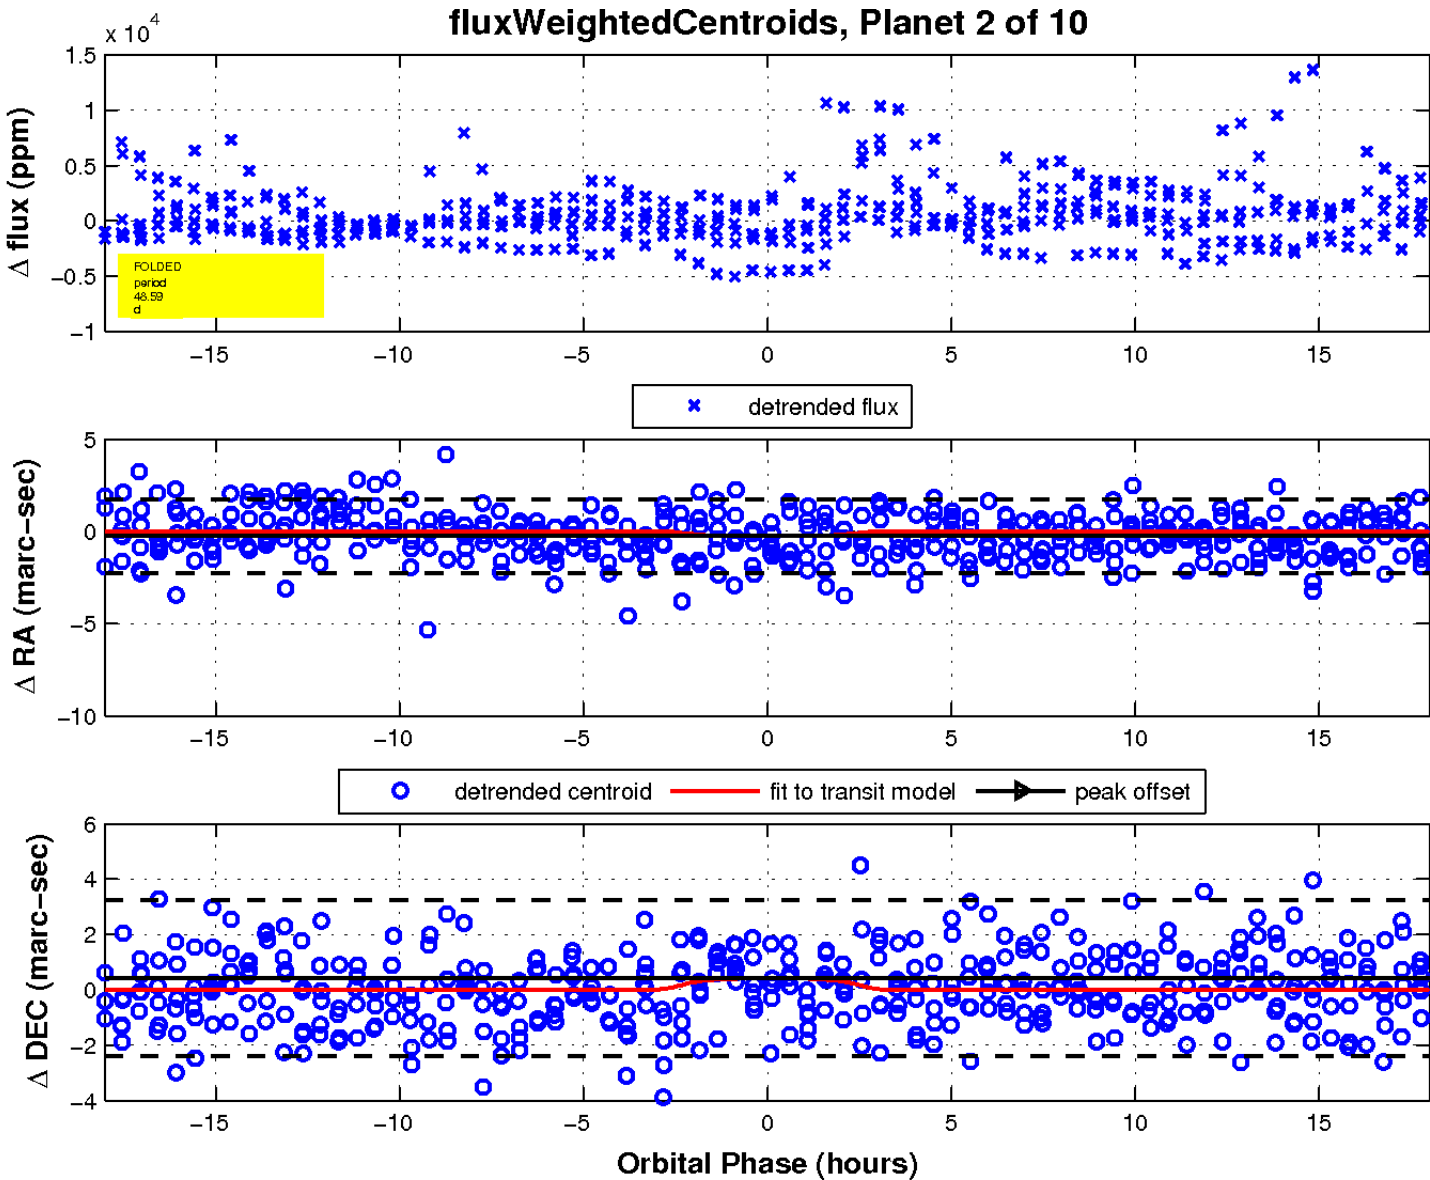 fluxWeightedCentroids, Planet 2 of 10
x 10^4
Δ flux (ppm)
1.5
1
0.5
0
−0.5
−1
FOLDED
period
48.59
d
−15 −10 −5 0 5 10 15
detrended flux
Δ RA (marc−sec)
5
0
−5
−10
−15 −10 −5 0 5 10 15
detrended centroid fit to transit model peak offset
Δ DEC (marc−sec)
6
4
2
0
−2
−4
−15 −10 −5 0 5 10 15
Orbital Phase (hours)